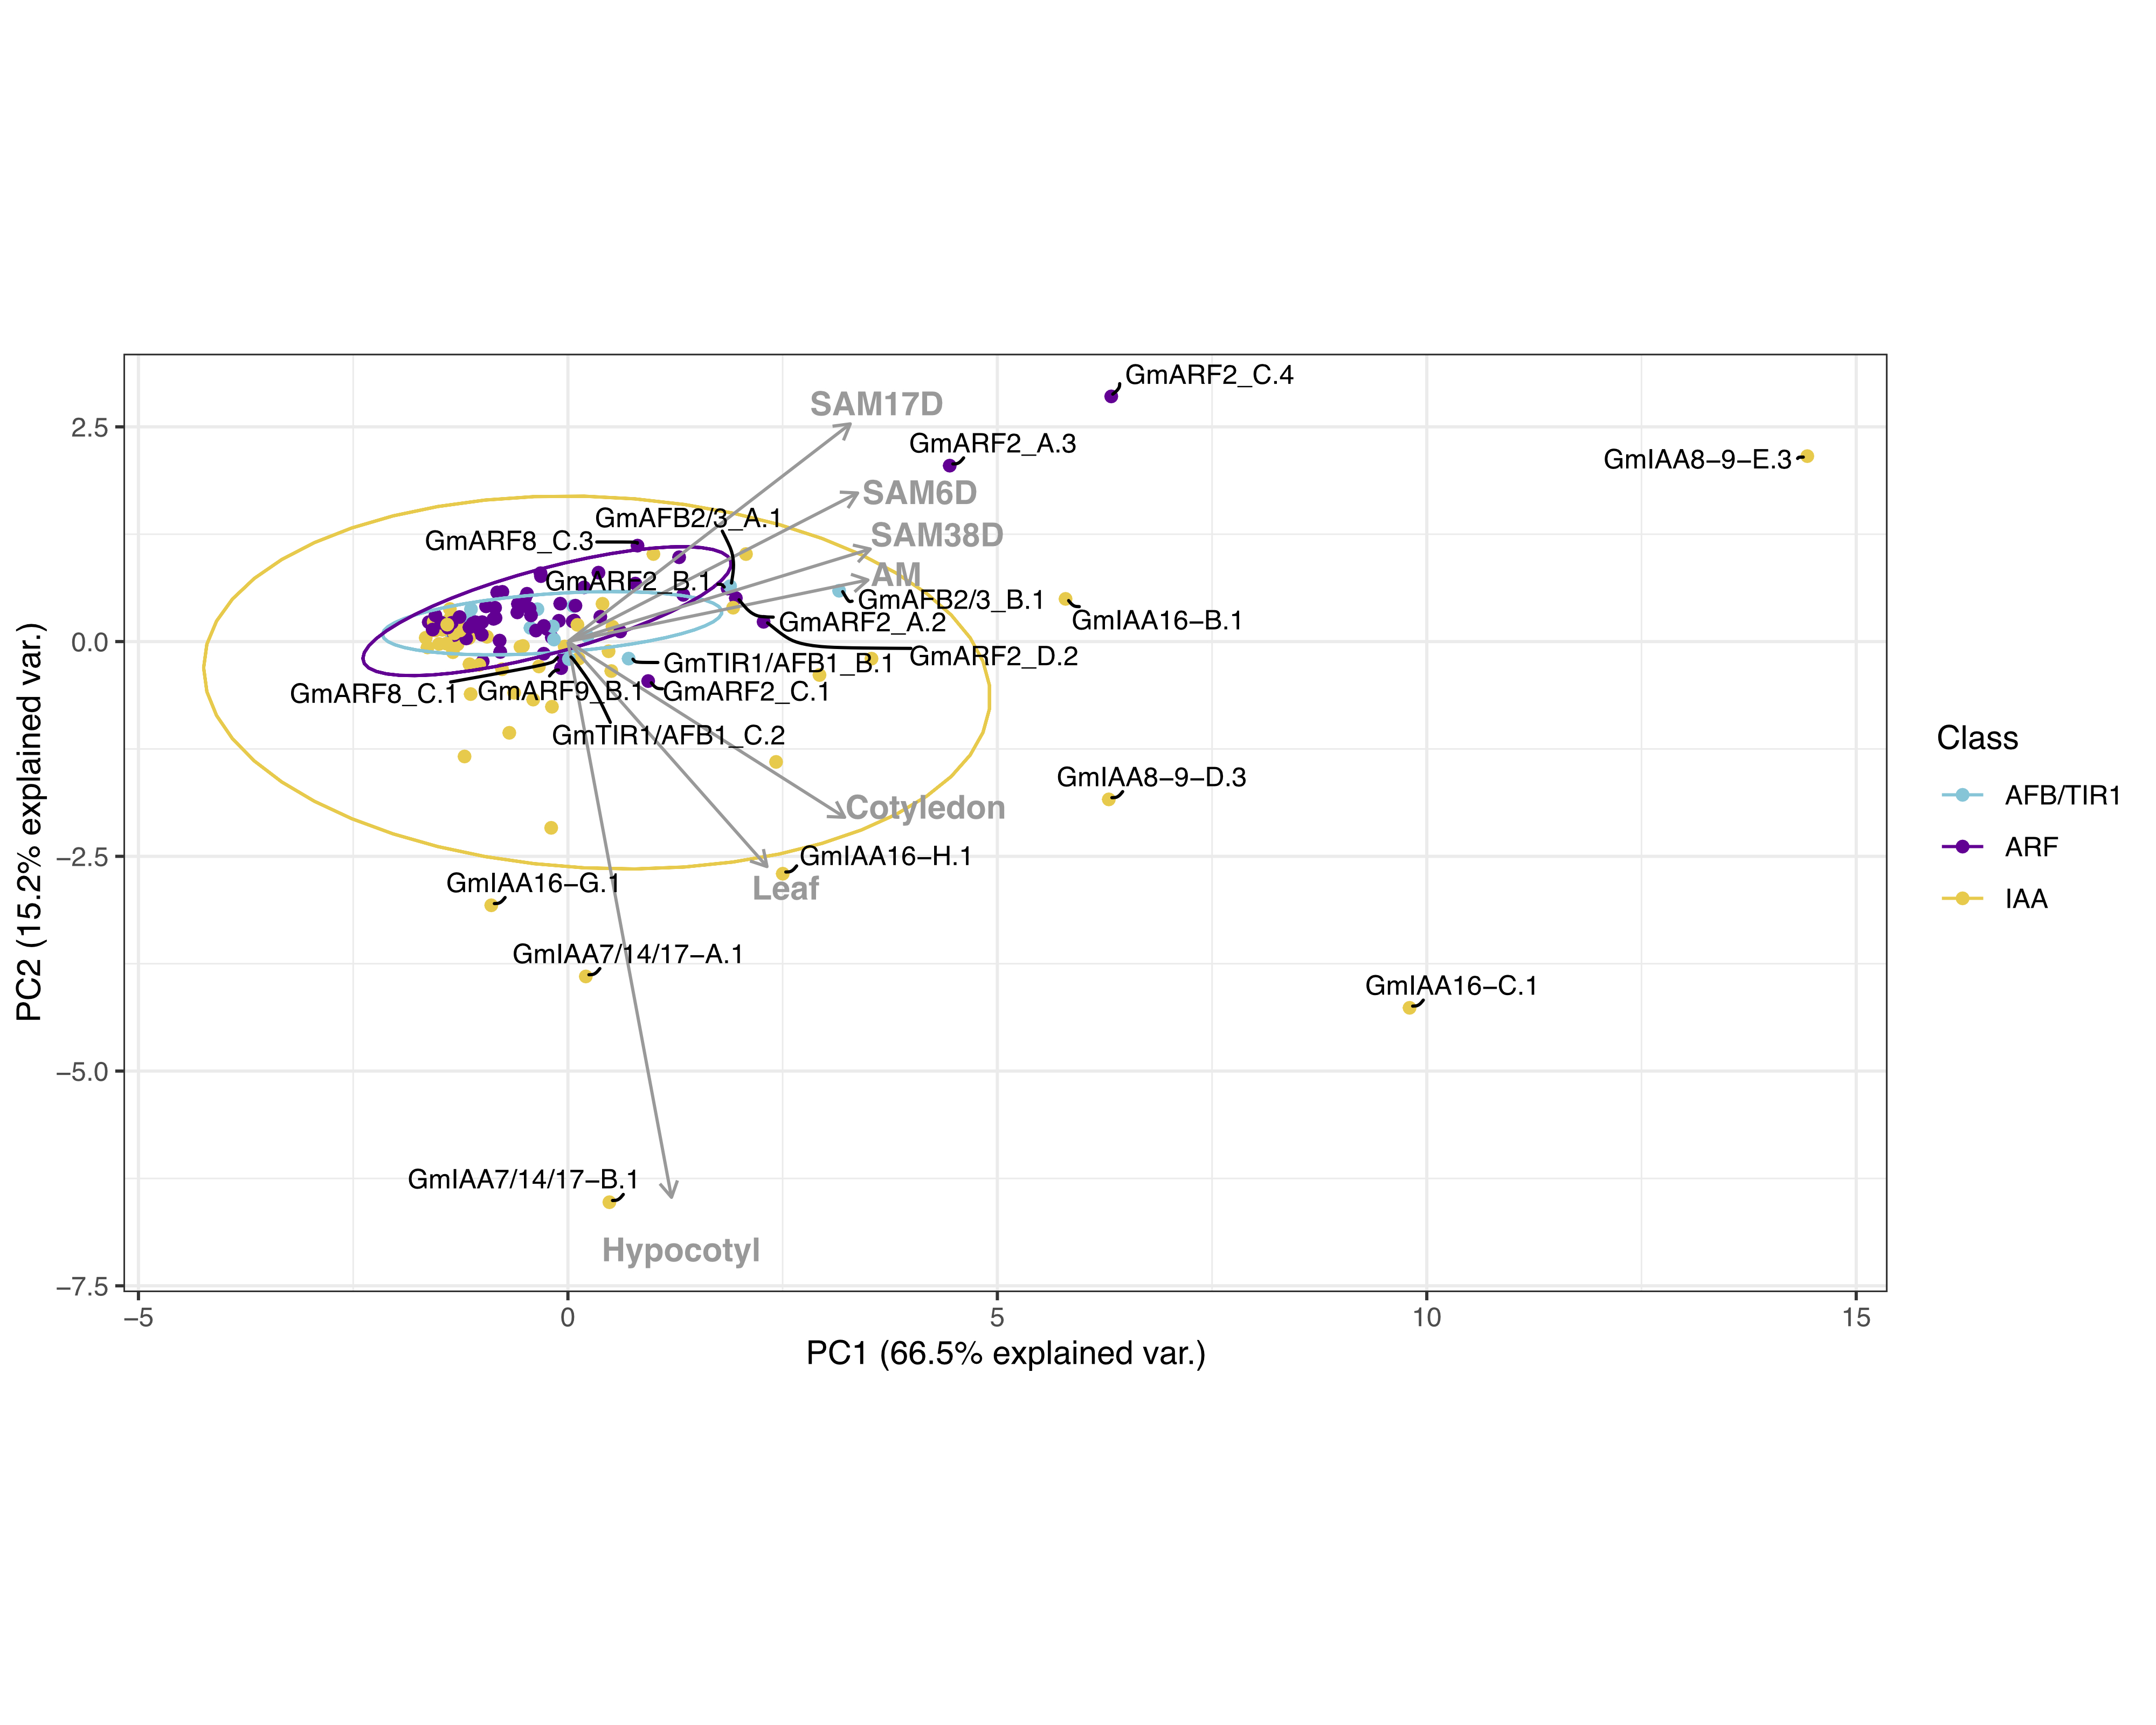 GmARF2_C.4
SAM17D
GmARF2_A.3
GmIAA8−9−E.3
SAM6D
GmAFB2/3_A.1
GmARF8_C.3
SAM38D
GmARF2_B.1
AM
GmAFB2/3_B.1
GmIAA16−B.1
GmARF2_A.2
GmARF2_D.2
GmTIR1/AFB1_B.1
GmARF8_C.1
GmARF9_B.1
GmARF2_C.1
GmTIR1/AFB1_C.2
GmIAA8−9−D.3
Cotyledon
GmIAA16−H.1
Leaf
GmIAA16−G.1
GmIAA7/14/17−A.1
GmIAA16−C.1
GmIAA7/14/17−B.1
Hypocotyl
2.5
0.0
−2.5
−5.0
−7.5
−5
0
5
10
15
PC1 (66.5% explained var.)
PC2 (15.2% explained var.)
Class
AFB/TIR1
ARF
IAA